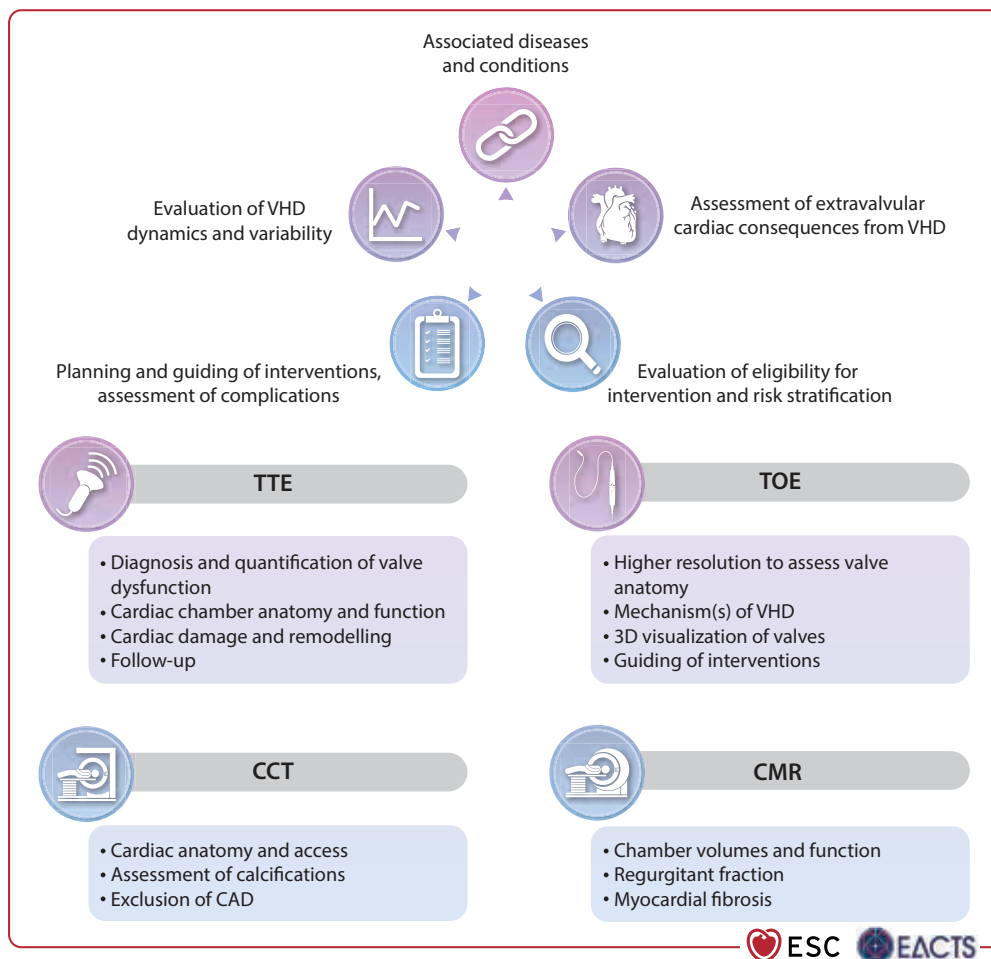 Associated diseases
and conditions
Evaluation of VHD
dynamics and variability
Assessment of extravalvular
cardiac consequences from VHD
Planning and guiding of interventions,
assessment of complications
Evaluation of eligibility for
intervention and risk stratification
TTE
• Diagnosis and quantification of valve
dysfunction
• Cardiac chamber anatomy and function
• Cardiac damage and remodelling
• Follow-up
TOE
• Higher resolution to assess valve
anatomy
• Mechanism(s) of VHD
• 3D visualization of valves
• Guiding of interventions
CCT
• Cardiac anatomy and access
• Assessment of calcifications
• Exclusion of CAD
CMR
• Chamber volumes and function
• Regurgitant fraction
• Myocardial fibrosis
ESC
EACTS